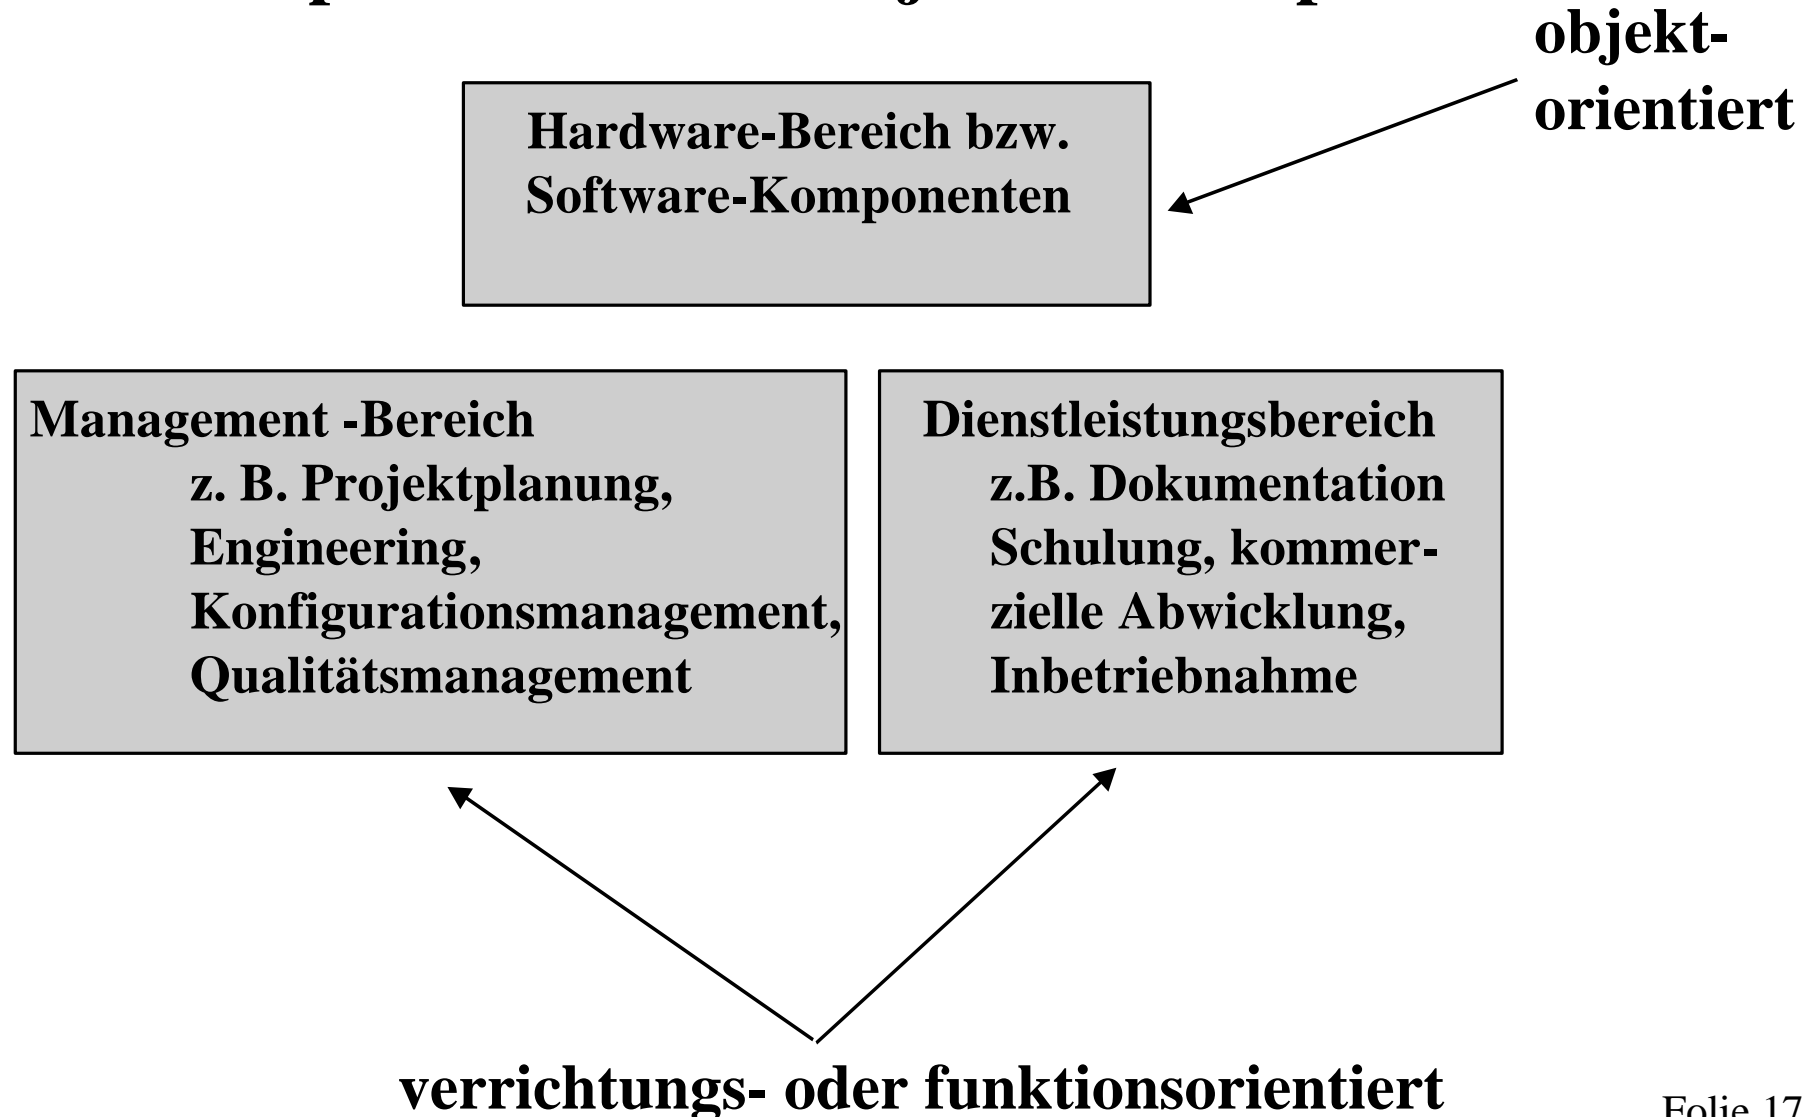 objekt-
orientiert
Hardware-Bereich bzw.
Software-Komponenten
Management -Bereich
z. B. Projektplanung,
Engineering,
Konfigurationsmanagement,
Qualitätsmanagement
Dienstleistungsbereich
z.B. Dokumentation
Schulung, kommer-
zielle Abwicklung,
Inbetriebnahme
verrichtungs- oder funktionsorientiert
Folie 17